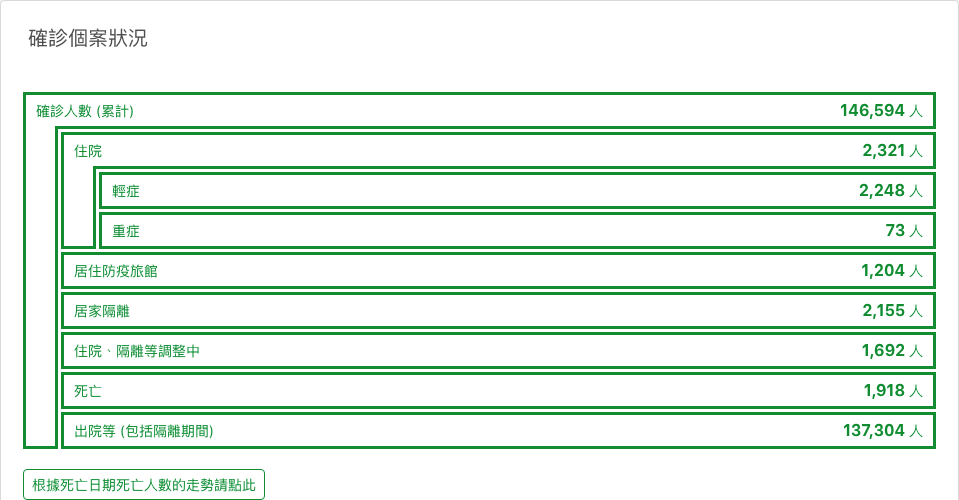 確診個案狀況
確診人數 (累計) 146,594 人
住院 2,321 人
輕症 2,248 人
重症 73 人
居住防疫旅館 1,204 人
居家隔離 2,155 人
住院、隔離等調整中 1,692 人
死亡 1,918 人
出院等 (包括隔離期間) 137,304 人
根據死亡日期死亡人數的走勢請點此